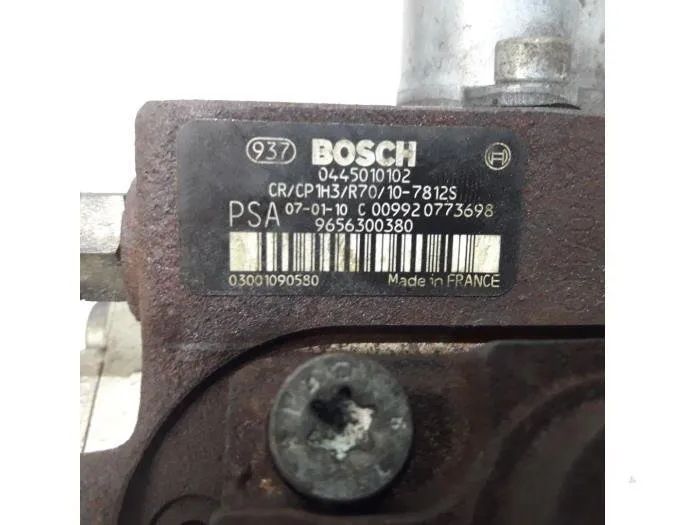 937 BOSCH
0445010102
CR/CP1H3/R70/10-7812S
PSA 07-01-10 C 00992 0773698
9656300380
03001090580 Made in FRANCE